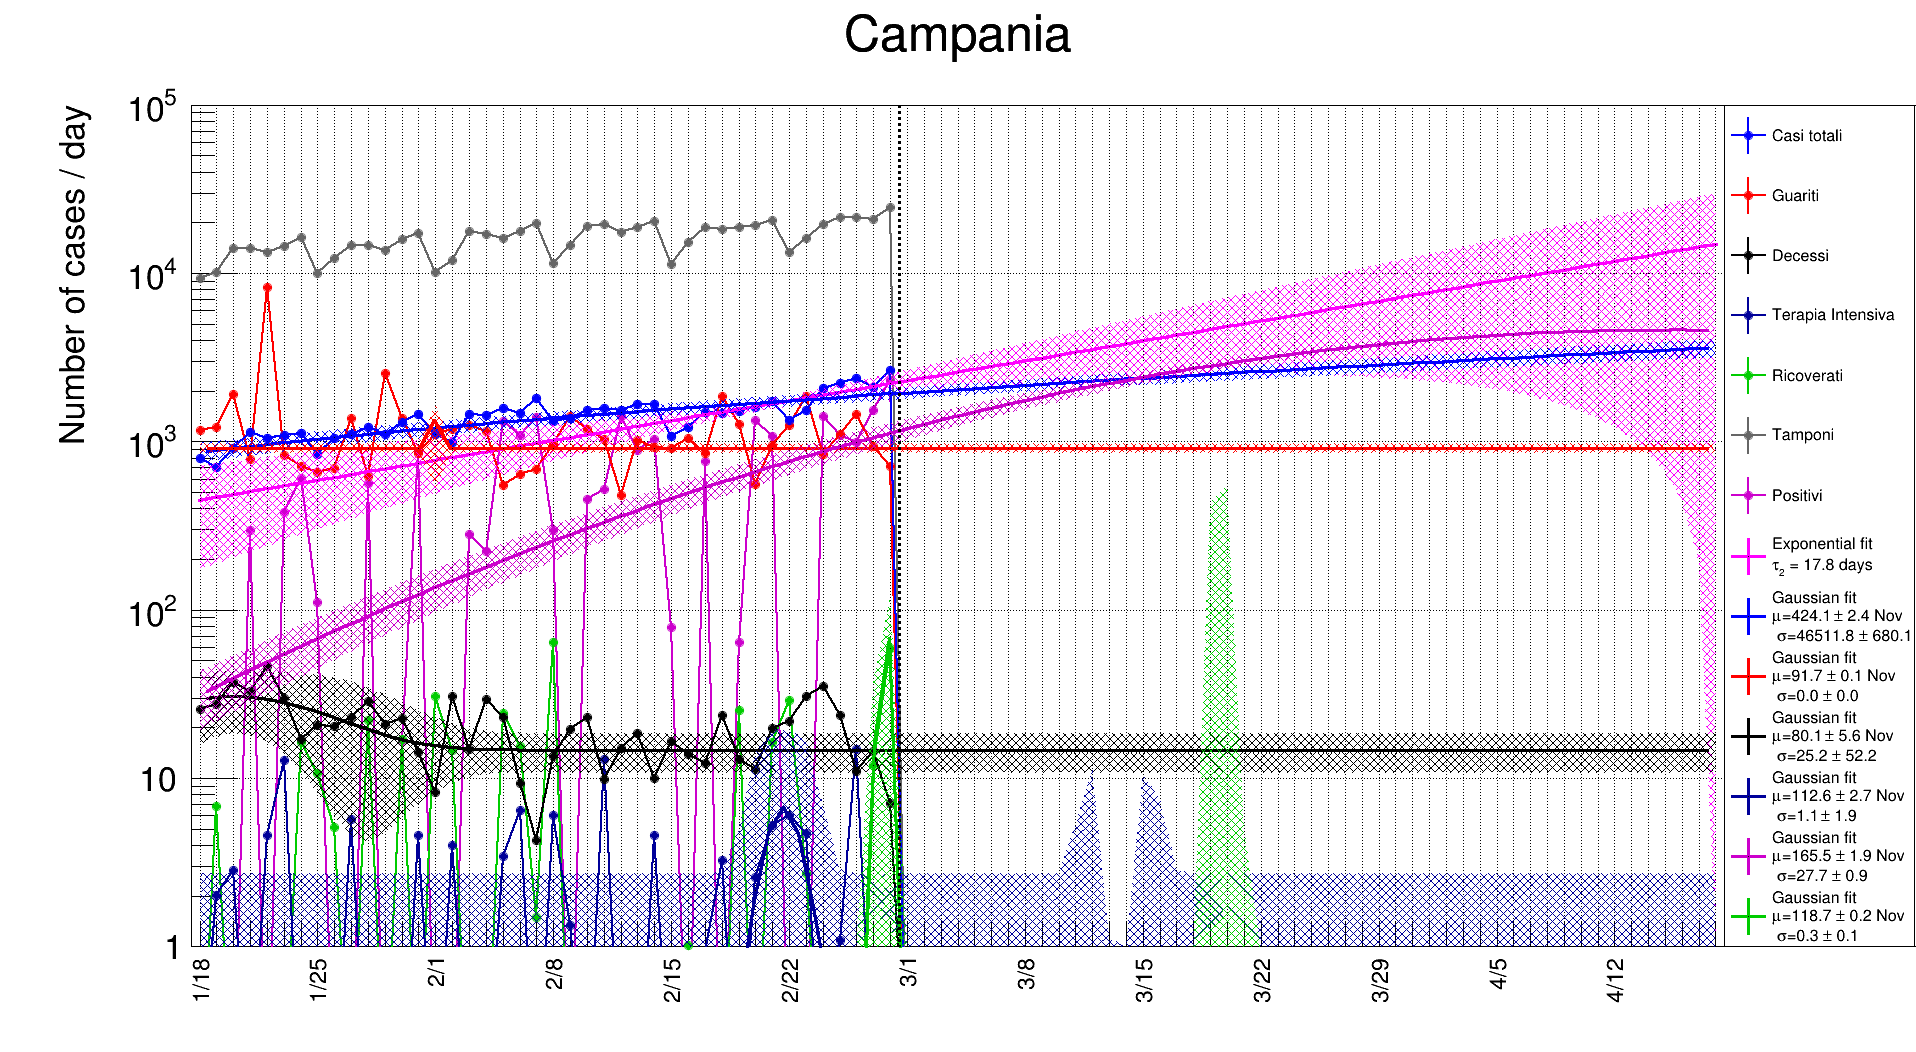 Campania
Number of cases / day
10^5
10^4
10^3
10^2
10
1
1/18
1/25
2/1
2/8
2/15
2/22
3/1
3/8
3/15
3/22
3/29
4/5
4/12
Casi totali
Guariti
Decessi
Terapia Intensiva
Ricoverati
Tamponi
Positivi
Exponential fit
τ₂ = 17.8 days
Gaussian fit
μ=424.1 ± 2.4 Nov
σ=46511.8 ± 680.1
Gaussian fit
μ=91.7 ± 0.1 Nov
σ=0.0 ± 0.0
Gaussian fit
μ=80.1 ± 5.6 Nov
σ=25.2 ± 52.2
Gaussian fit
μ=112.6 ± 2.7 Nov
σ=1.1 ± 1.9
Gaussian fit
μ=165.5 ± 1.9 Nov
σ=27.7 ± 0.9
Gaussian fit
μ=118.7 ± 0.2 Nov
σ=0.3 ± 0.1